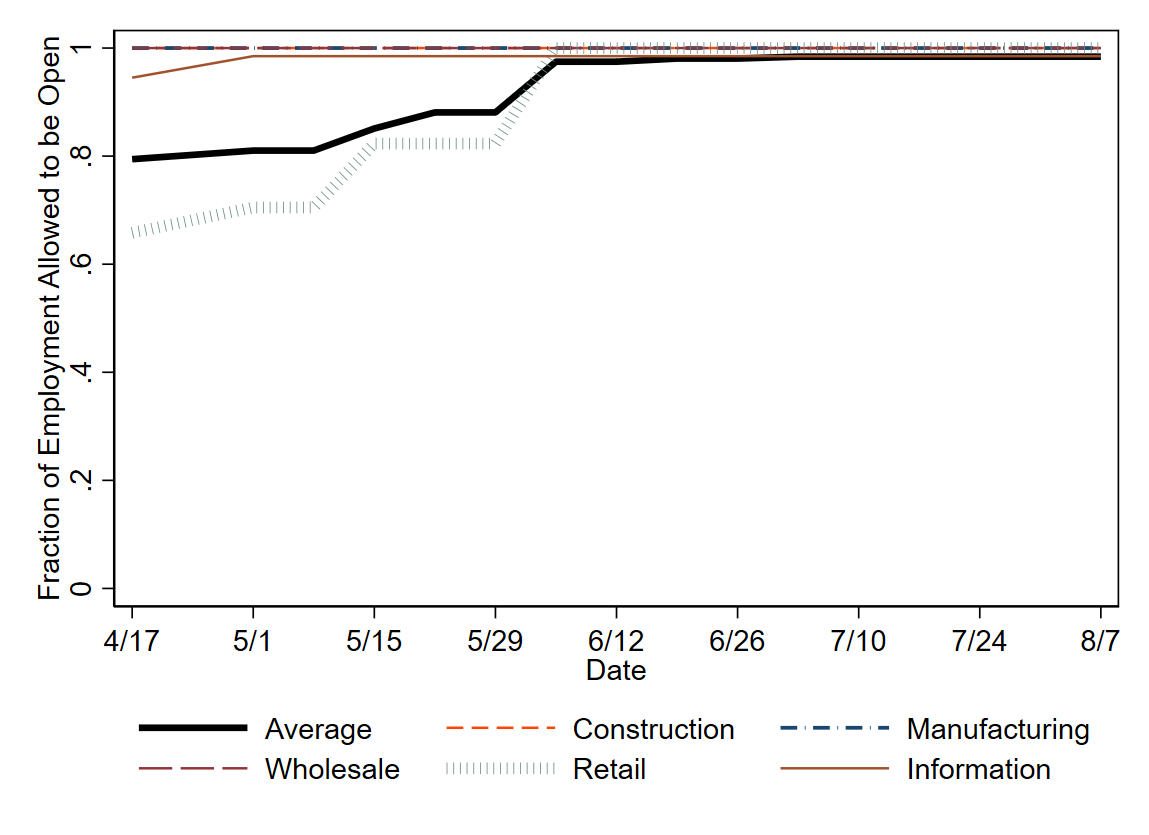 Fraction of Employment Allowed to be Open
1
.8
.6
.4
.2
0
4/17 5/1 5/15 5/29 6/12 6/26 7/10 7/24 8/7
Date
Average Construction Manufacturing
Wholesale Retail Information